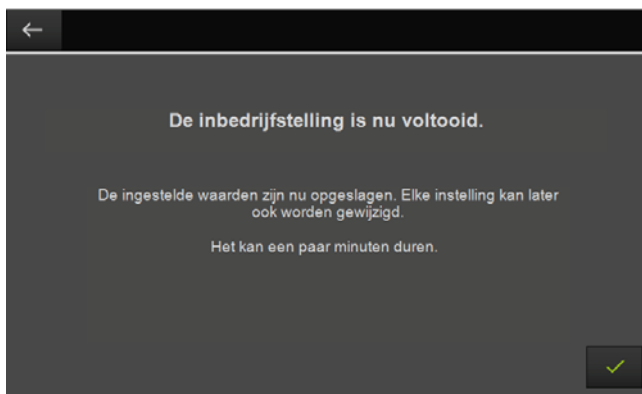 De inbedrijfstelling is nu voltooid.
De ingestelde waarden zijn nu opgeslagen. Elke instelling kan later
ook worden gewijzigd.
Het kan een paar minuten duren.